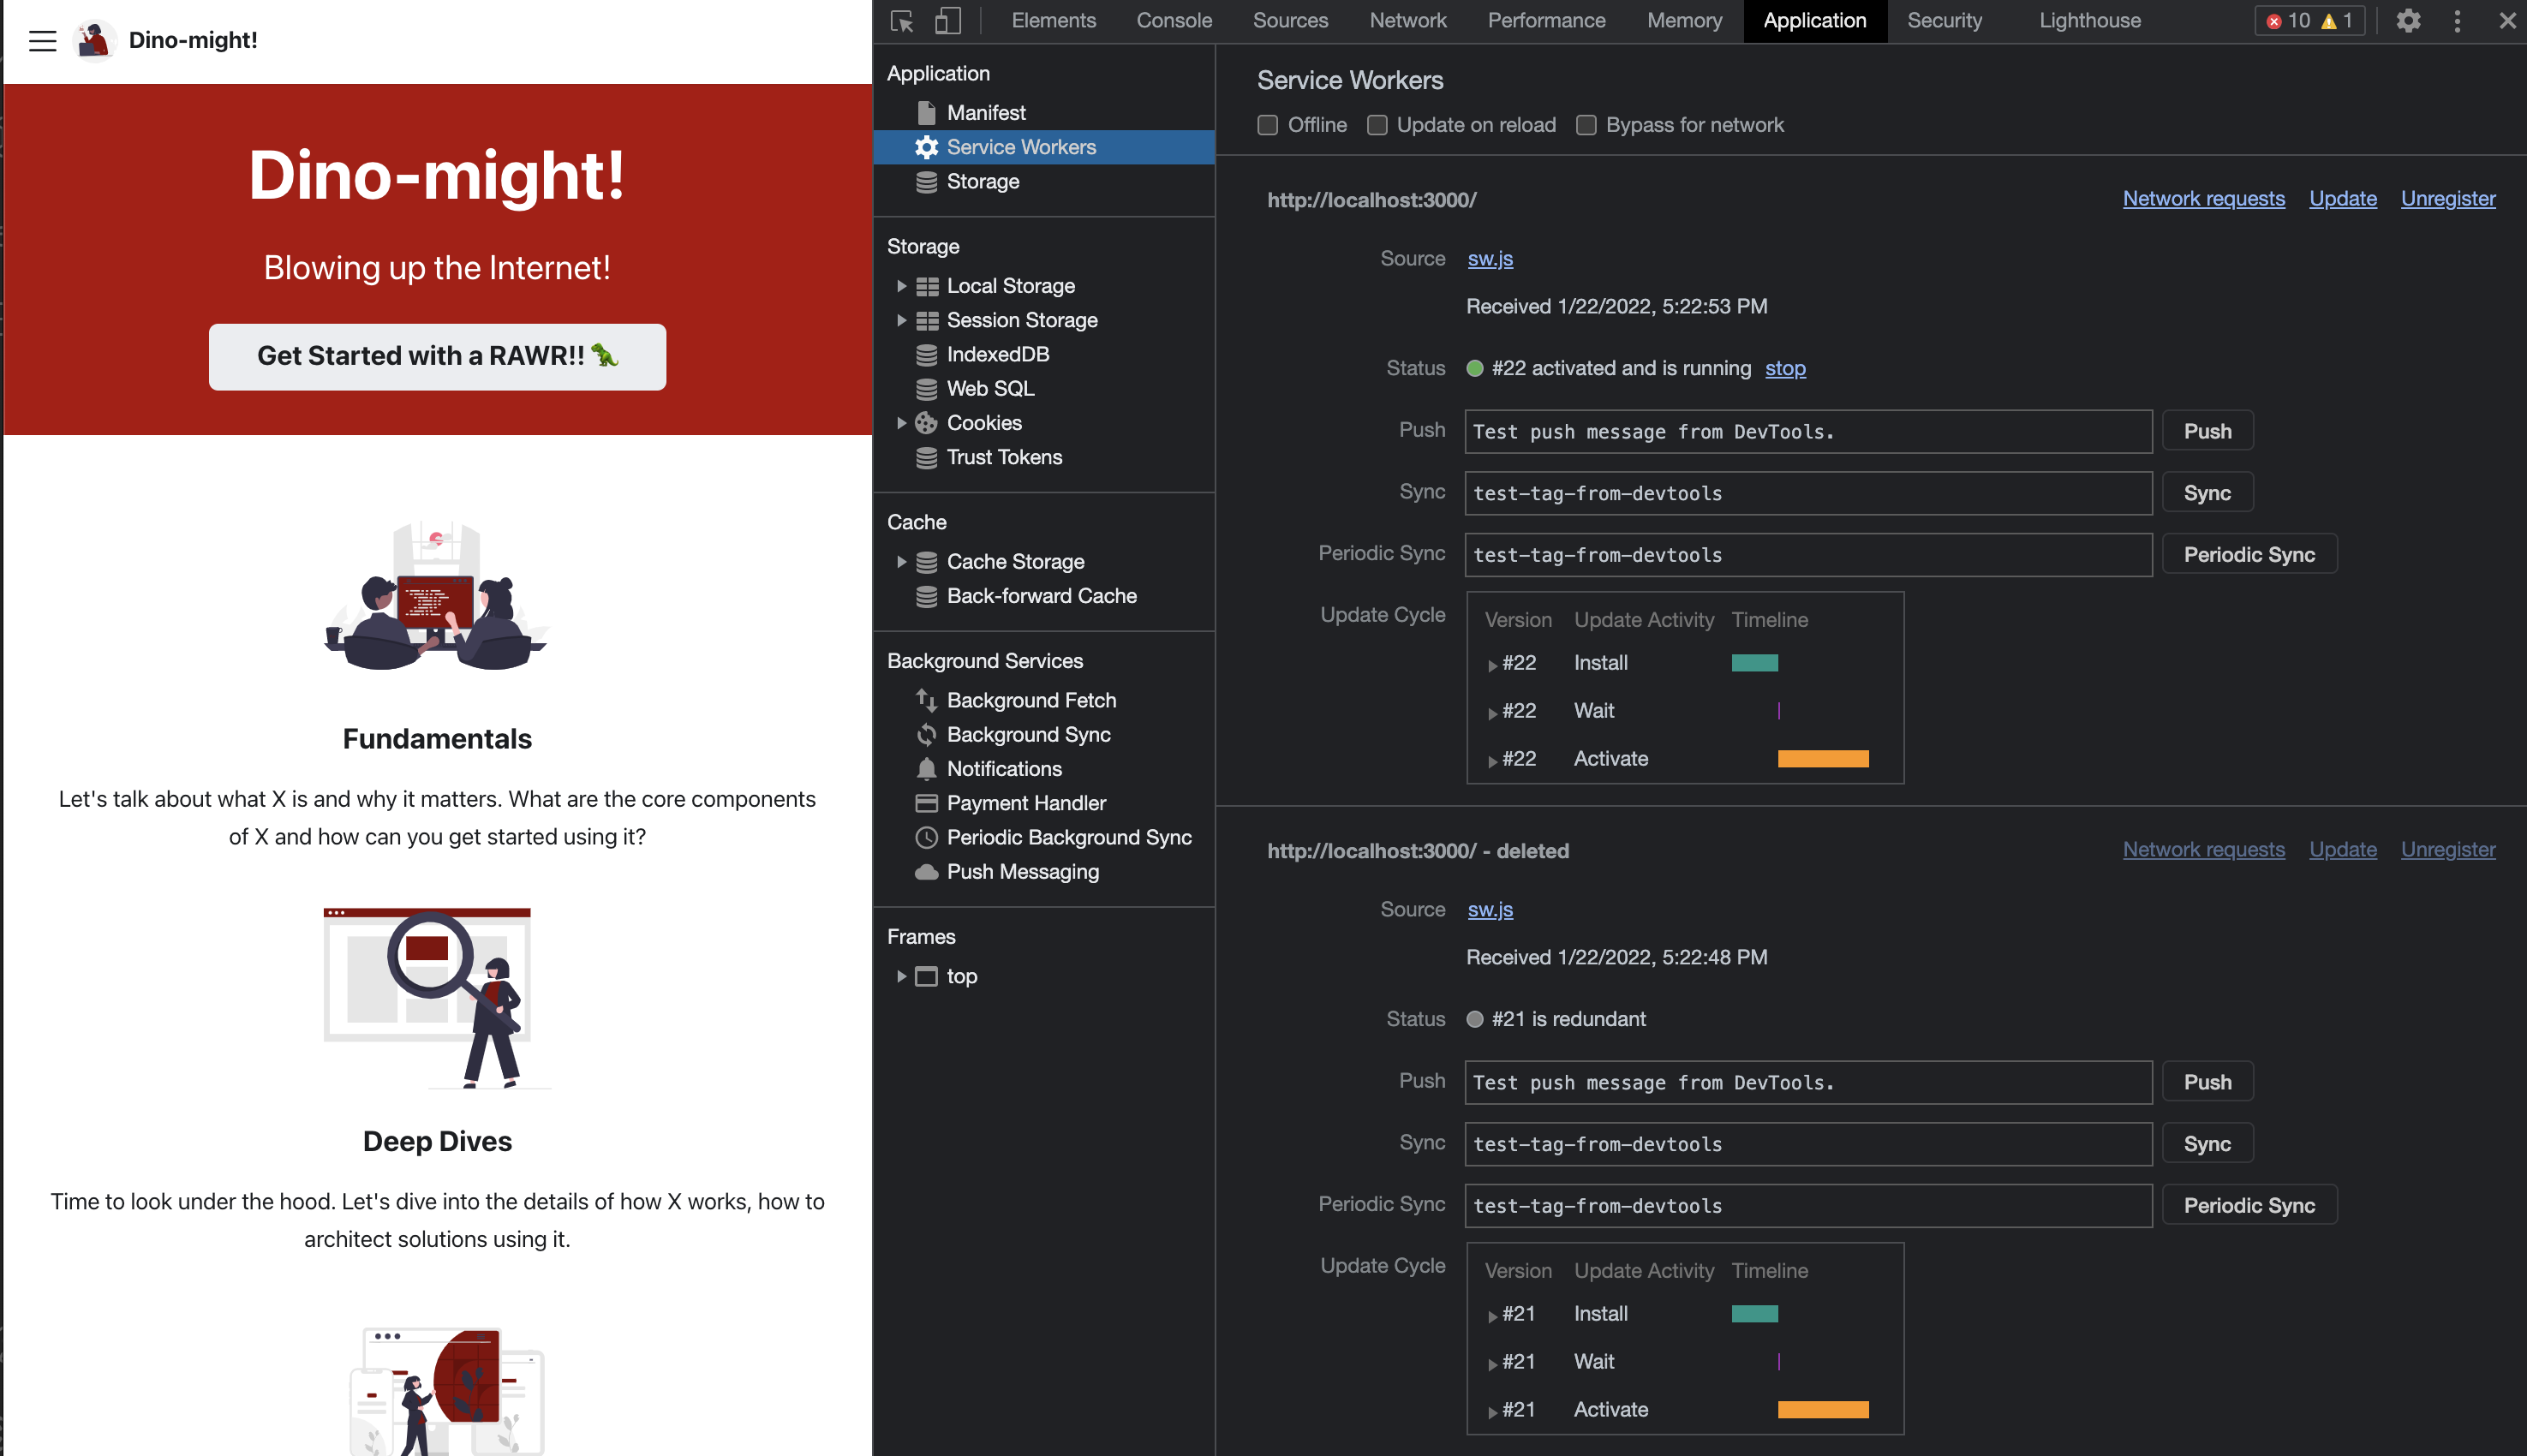 Dino-might!
Dino-might!
Blowing up the Internet!
Get Started with a RAWR!! 🦖
Fundamentals
Let's talk about what X is and why it matters. What are the core components
of X and how can you get started using it?
Deep Dives
Time to look under the hood. Let's dive into the details of how X works, how to
architect solutions using it.
Elements Console Sources Network Performance Memory Application Security Lighthouse 10 1
Application
Manifest
Service Workers
Storage
Storage
Local Storage
Session Storage
IndexedDB
Web SQL
Cookies
Trust Tokens
Cache
Cache Storage
Back-forward Cache
Background Services
Background Fetch
Background Sync
Notifications
Payment Handler
Periodic Background Sync
Push Messaging
Frames
top
Service Workers
Offline Update on reload Bypass for network
http://localhost:3000/ Network requests Update Unregister
Source sw.js
Received 1/22/2022, 5:22:53 PM
Status #22 activated and is running stop
Push Test push message from DevTools. Push
Sync test-tag-from-devtools Sync
Periodic Sync test-tag-from-devtools Periodic Sync
Update Cycle Version Update Activity Timeline
#22 Install
#22 Wait
#22 Activate
http://localhost:3000/ - deleted Network requests Update Unregister
Source sw.js
Received 1/22/2022, 5:22:48 PM
Status #21 is redundant
Push Test push message from DevTools. Push
Sync test-tag-from-devtools Sync
Periodic Sync test-tag-from-devtools Periodic Sync
Update Cycle Version Update Activity Timeline
#21 Install
#21 Wait
#21 Activate